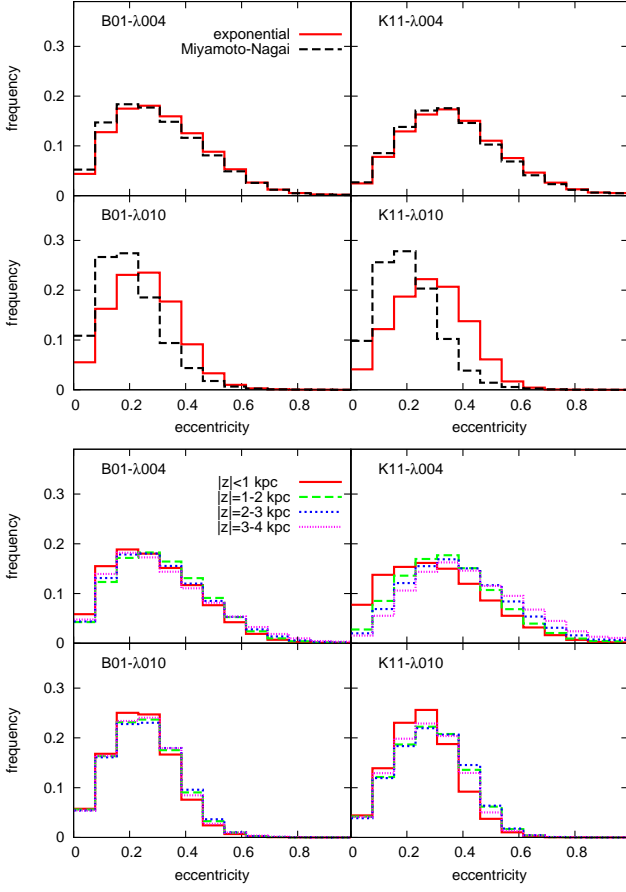 B01-λ004
K11-λ004
exponential
Miyamoto-Nagai
frequency
0.3
0.2
0.1
0
B01-λ010
K11-λ010
frequency
0.3
0.2
0.1
0
0 0.2 0.4 0.6 0.8
0 0.2 0.4 0.6 0.8
eccentricity
eccentricity
B01-λ004
K11-λ004
|z|<1 kpc
|z|=1-2 kpc
|z|=2-3 kpc
|z|=3-4 kpc
frequency
0.3
0.2
0.1
0
B01-λ010
K11-λ010
frequency
0.3
0.2
0.1
0
0 0.2 0.4 0.6 0.8
0 0.2 0.4 0.6 0.8
eccentricity
eccentricity